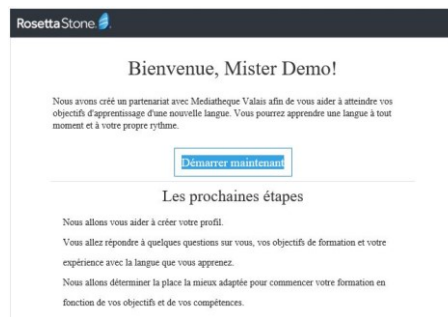 RosettaStone
Bienvenue, Mister Demo!
Nous avons créé un partenariat avec Mediatheque Valais afin de vous aider à atteindre vos
objectifs d'apprentissage d'une nouvelle langue. Vous pourrez apprendre une langue à tout
moment et à votre propre rythme.
Démarrer maintenant
Les prochaines étapes
Nous allons vous aider à créer votre profil.
Vous allez répondre à quelques questions sur vous, vos objectifs de formation et votre
expérience avec la langue que vous apprenez.
Nous allons déterminer la place la mieux adaptée pour commencer votre formation en
fonction de vos objectifs et de vos compétences.